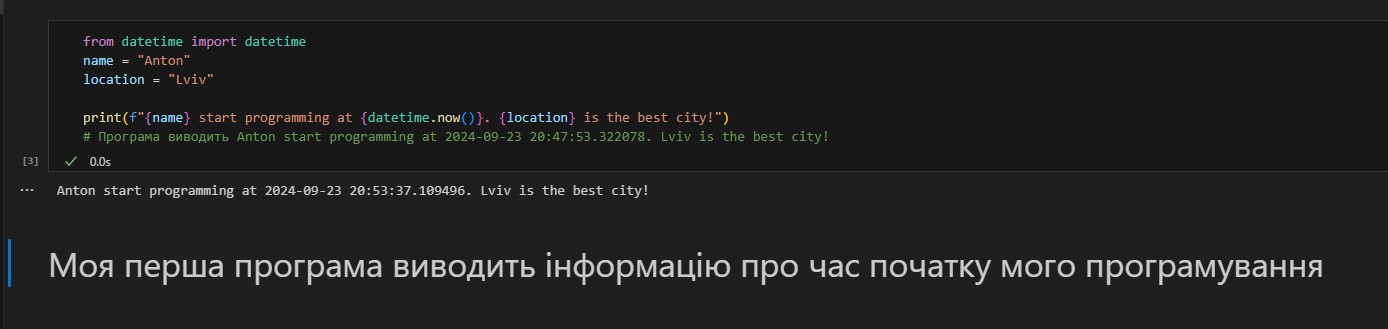 from datetime import datetime
name = "Anton"
location = "Lviv"
print(f"{name} start programming at {datetime.now()}. {location} is the best city!")
# Програма виводить Anton start programming at 2024-09-23 20:47:53.322078. Lviv is the best city!
[3] 0.0s
... Anton start programming at 2024-09-23 20:53:37.109496. Lviv is the best city!
Моя перша програма виводить інформацію про час початку мого програмування